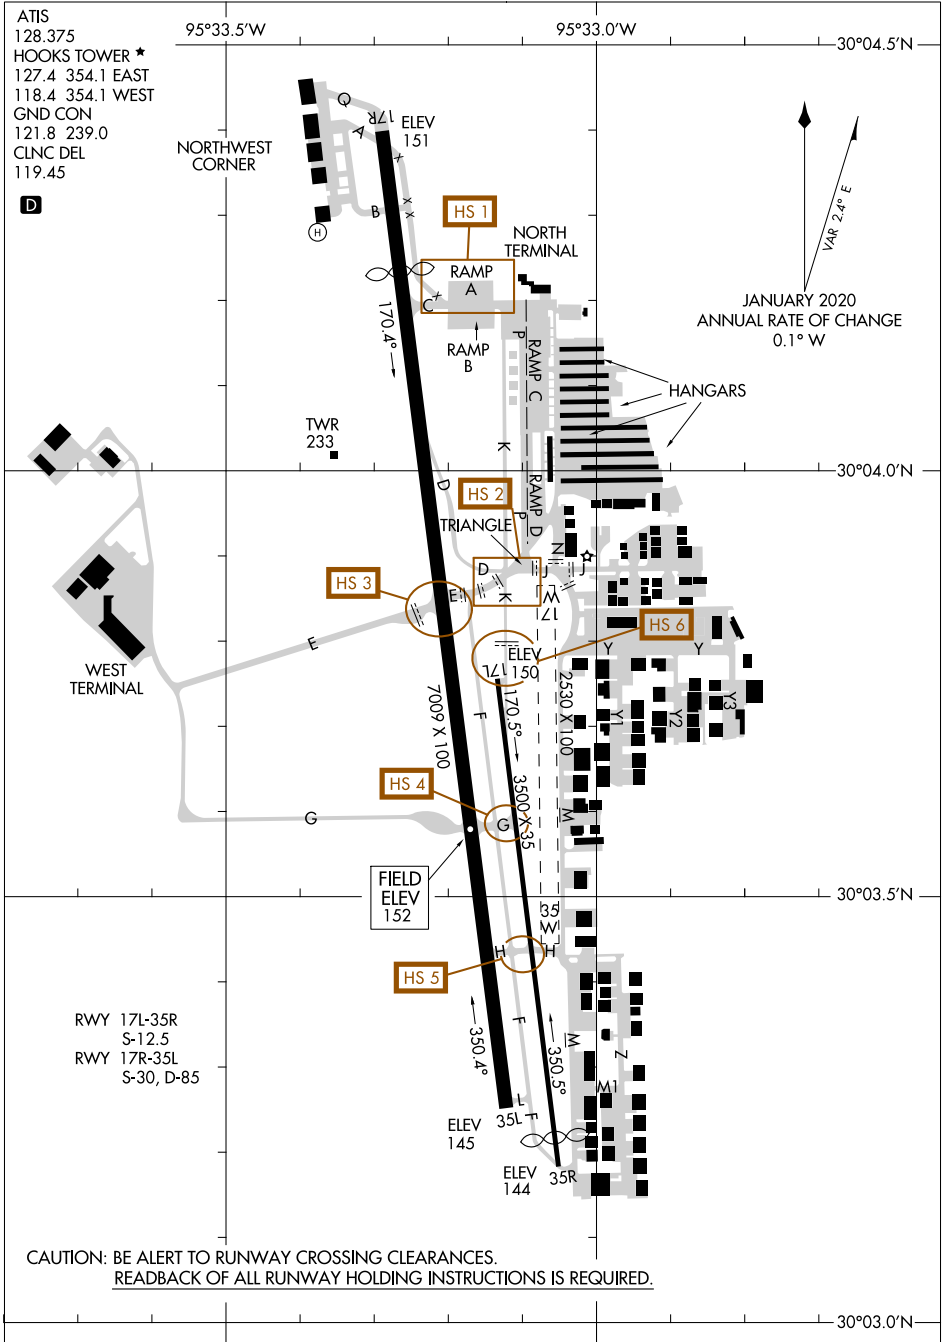 ATIS
128.375
HOOKS TOWER ★
127.4 354.1 EAST
118.4 354.1 WEST
GND CON
121.8 239.0
CLNC DEL
119.45
D
95°33.5'W
95°33.0'W
30°04.5'N
NORTHWEST
CORNER
Q
A
17R
ELEV
151
X
X
X
B
H
HS 1
NORTH
TERMINAL
RAMP
A
X
C
RAMP
B
170.4°
P
RAMP C
HANGARS
VAR 2.4° E
JANUARY 2020
ANNUAL RATE OF CHANGE
0.1° W
TWR
233
K
30°04.0'N
D
HS 2
P
RAMP D
TRIANGLE
N
D
J
J
HS 3
E
K
17
W
HS 6
E
WEST
TERMINAL
ELEV
150
17L
Y
Y
7009 X 100
F
170.5°
2530 X 100
Y1
Y2
Y3
HS 4
3500 X 35
G
G
M
FIELD
ELEV
152
30°03.5'N
35
W
H
H
HS 5
RWY 17L-35R
S-12.5
RWY 17R-35L
S-30, D-85
350.4°
F
350.5°
M
Z
M1
L
F
35L
ELEV
145
ELEV
144
35R
CAUTION: BE ALERT TO RUNWAY CROSSING CLEARANCES.
READBACK OF ALL RUNWAY HOLDING INSTRUCTIONS IS REQUIRED.
30°03.0'N